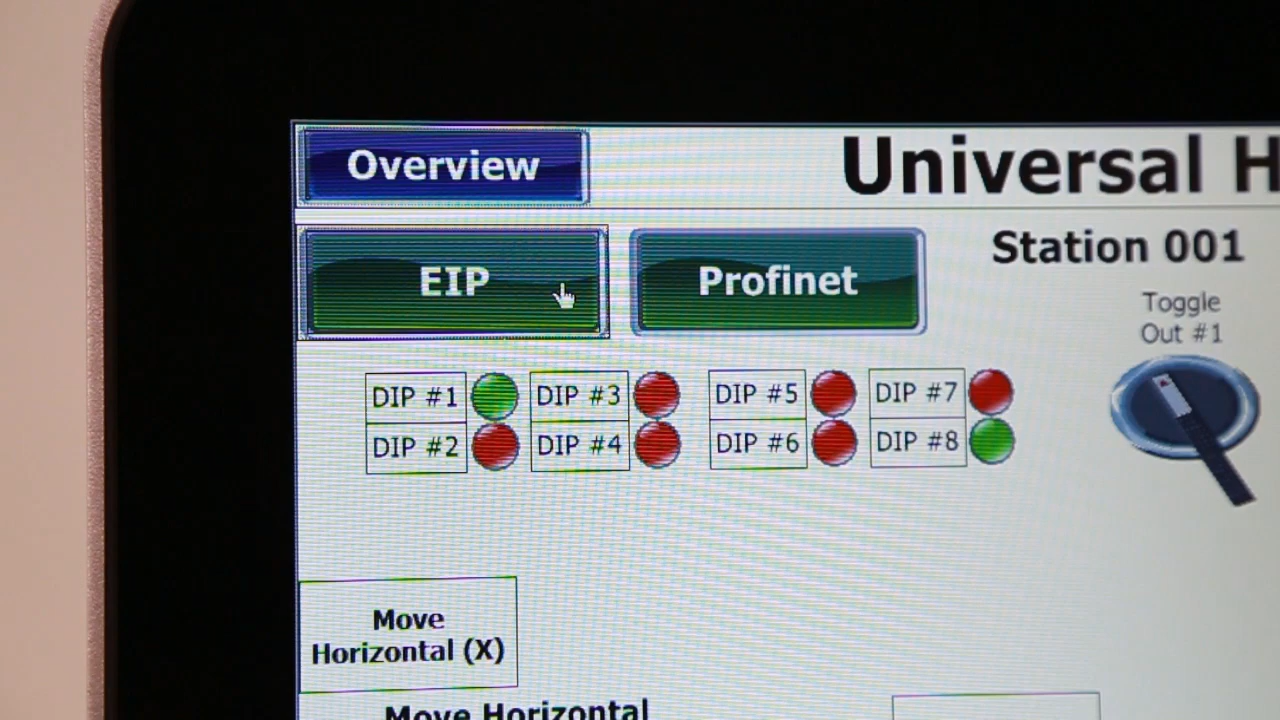 Overview
Universal H
EIP
Profinet
Station 001
Toggle
Out #1
DIP #1
DIP #3
DIP #5
DIP #7
DIP #2
DIP #4
DIP #6
DIP #8
Move
Horizontal (X)
Move Horizontal